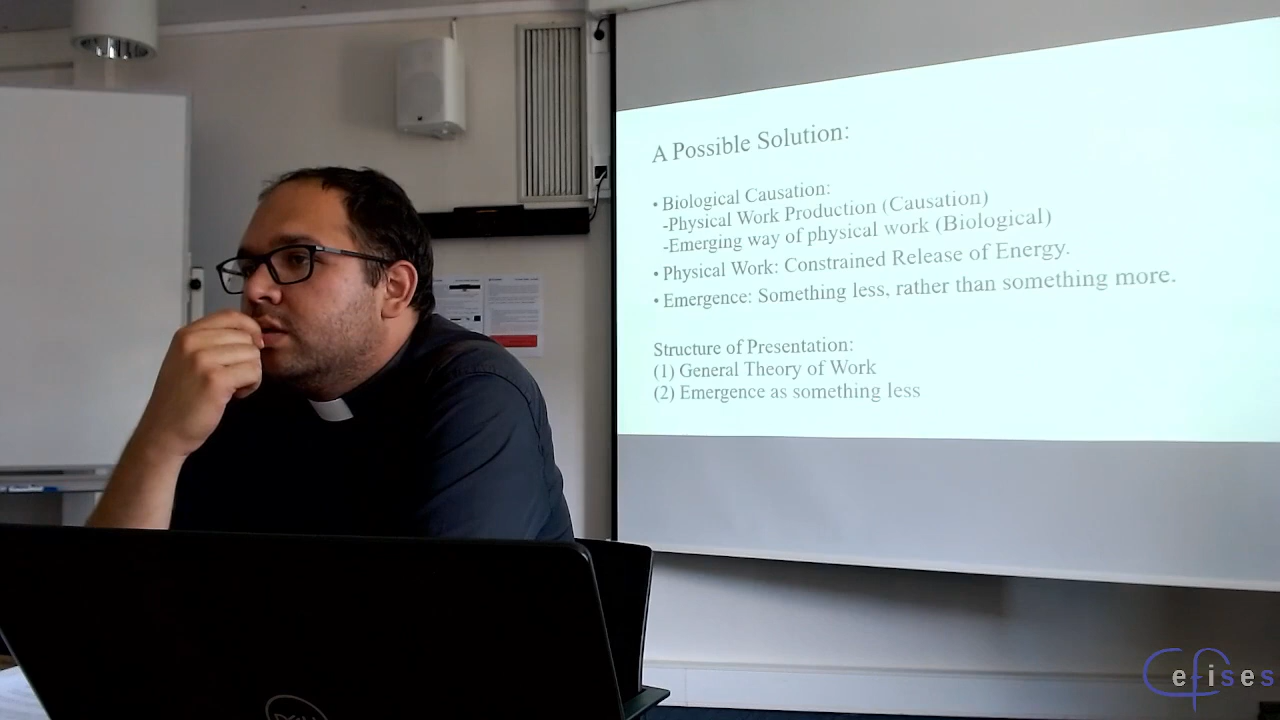 A Possible Solution:
• Biological Causation:
-Physical Work Production (Causation)
-Emerging way of physical work (Biological)
• Physical Work: Constrained Release of Energy.
• Emergence: Something less, rather than something more.
Structure of Presentation:
(1) General Theory of Work
(2) Emergence as something less
DELL
Cefises